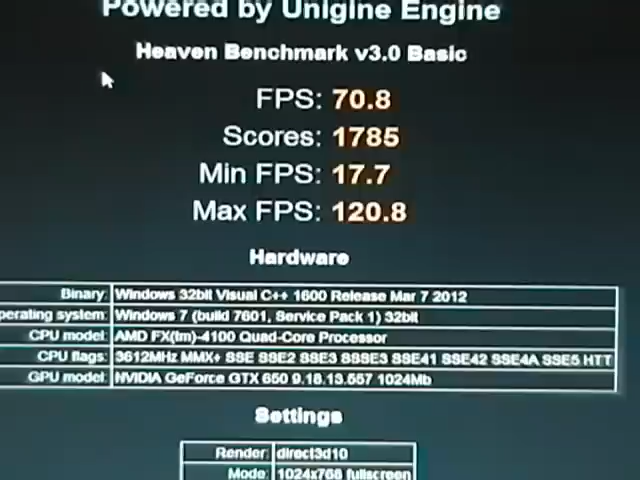 Powered by Unigine Engine
Heaven Benchmark v3.0 Basic
FPS: 70.8
Scores: 1785
Min FPS: 17.7
Max FPS: 120.8
Hardware
Binary: Windows 32bit Visual C++ 1600 Release Mar 7 2012
perating system: Windows 7 (build 7601, Service Pack 1) 32bit
CPU model: AMD FX(tm)-4100 Quad-Core Processor
CPU flags: 3612MHz MMX+ SSE SSE2 SSE3 SSSE3 SSE41 SSE42 SSE4A SSE5 HTT
GPU model: NVIDIA GeForce GTX 650 9.18.13.557 1024Mb
Settings
Render: direct3d10
Mode: 1024x768 fullscreen